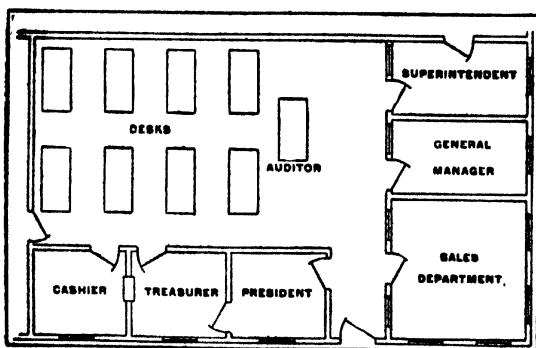 SUPERINTENDENT
DESKS
AUDITOR
GENERAL
MANAGER
CASHIER
TREASURER
PRESIDENT
SALES
DEPARTMENT.